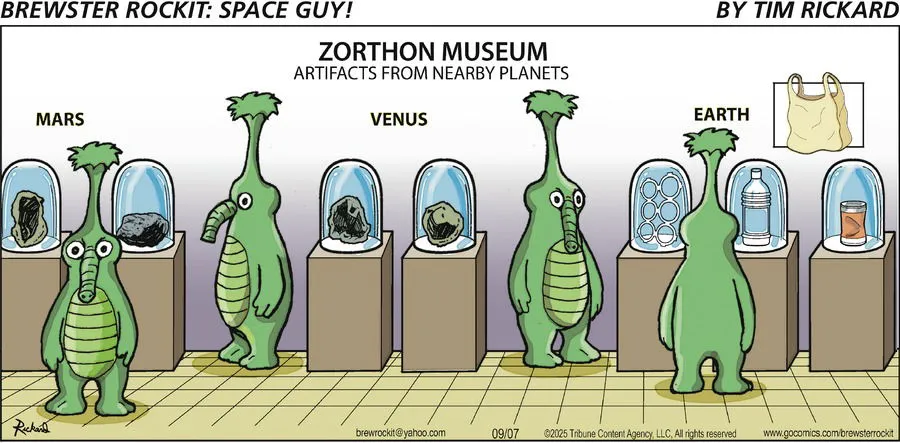 BREWSTER ROCKIT: SPACE GUY!
BY TIM RICKARD
ZORTHON MUSEUM
ARTIFACTS FROM NEARBY PLANETS
MARS
VENUS
EARTH
Rickard
brewrockit@yahoo.com
09/07
©2025 Tribune Content Agency, LLC, All rights reserved
www.gocomics.com/brewsterrockit